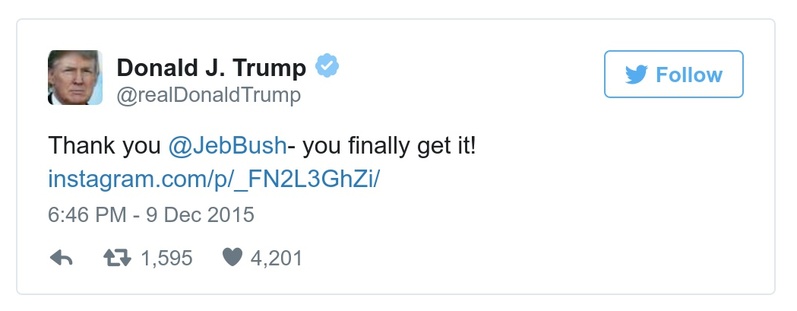 Donald J. Trump
@realDonaldTrump
Follow
Thank you @JebBush- you finally get it!
instagram.com/p/_FN2L3GhZi/
6:46 PM - 9 Dec 2015
1,595 4,201